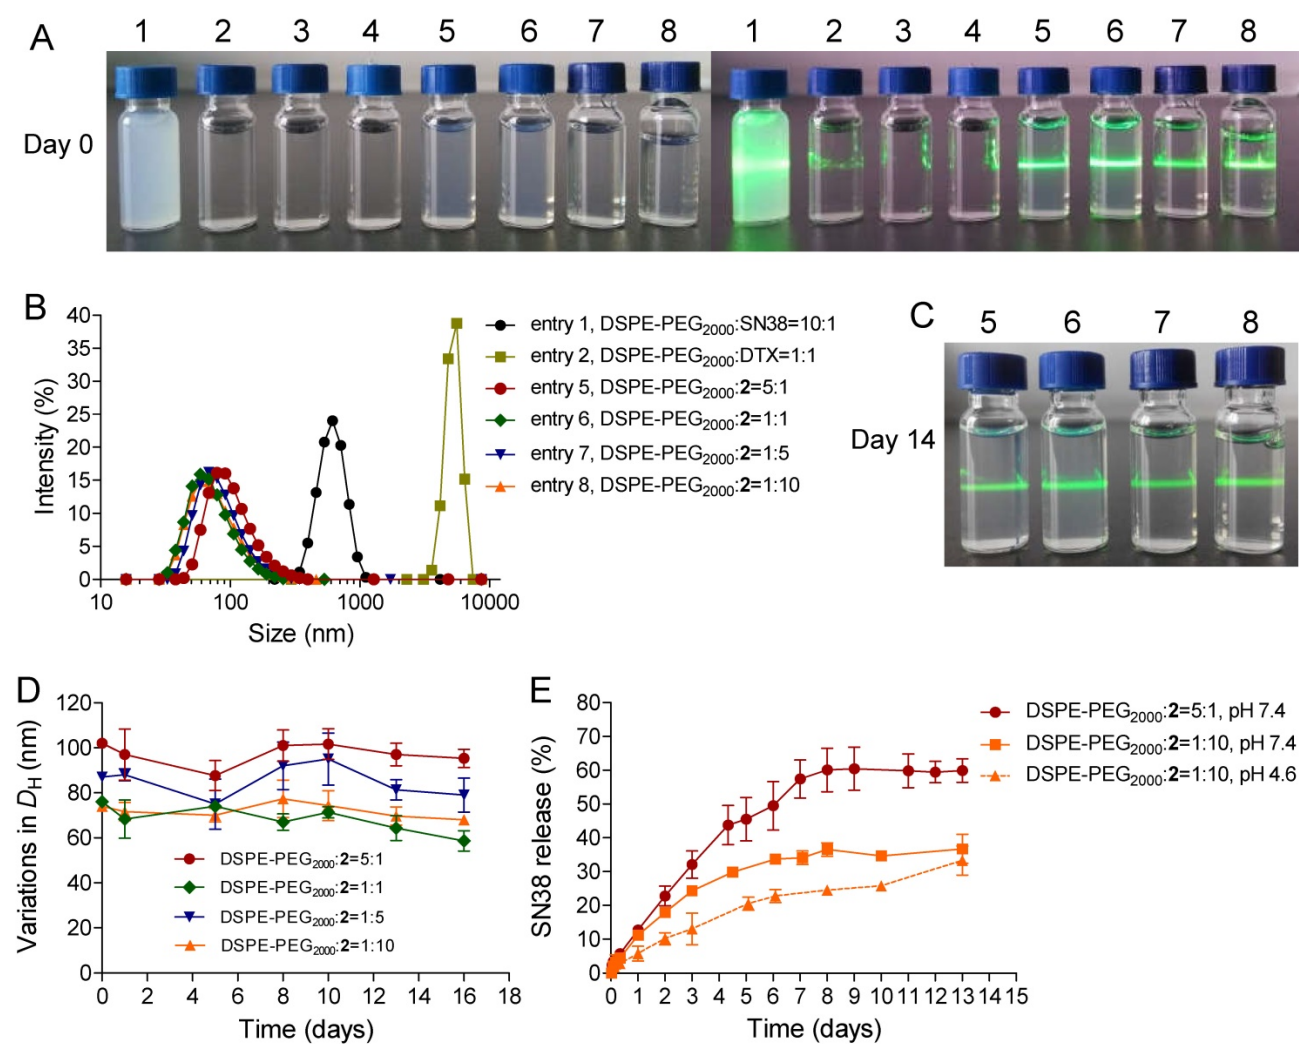 A
1 2 3 4 5 6 7 8 1 2 3 4 5 6 7 8
Day 0
B
40
35
30
25
20
15
10
5
0
Intensity (%)
10 100 1000 10000
Size (nm)
entry 1, DSPE-PEG₂₀₀₀:SN38=10:1
entry 2, DSPE-PEG₂₀₀₀:DTX=1:1
entry 5, DSPE-PEG₂₀₀₀:2=5:1
entry 6, DSPE-PEG₂₀₀₀:2=1:1
entry 7, DSPE-PEG₂₀₀₀:2=1:5
entry 8, DSPE-PEG₂₀₀₀:2=1:10
C
5 6 7 8
Day 14
D
120
100
80
60
40
20
0
Variations in D_H (nm)
DSPE-PEG₂₀₀₀:2=5:1
DSPE-PEG₂₀₀₀:2=1:1
DSPE-PEG₂₀₀₀:2=1:5
DSPE-PEG₂₀₀₀:2=1:10
0 2 4 6 8 10 12 14 16 18
Time (days)
E
80
70
60
50
40
30
20
10
0
SN38 release (%)
0 1 2 3 4 5 6 7 8 9 10 11 12 13 14 15
Time (days)
DSPE-PEG₂₀₀₀:2=5:1, pH 7.4
DSPE-PEG₂₀₀₀:2=1:10, pH 7.4
DSPE-PEG₂₀₀₀:2=1:10, pH 4.6